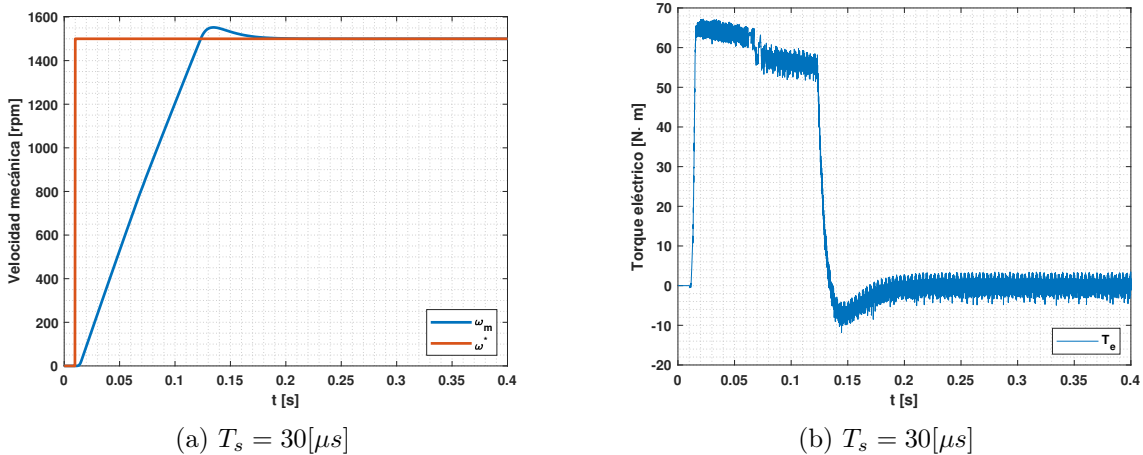 1600
1400
1200
1000
800
600
400
200
0
Velocidad mecánica [rpm]
0 0.05 0.1 0.15 0.2 0.25 0.3 0.35 0.4
t [s]
ω_m
ω^*
(a) T_s = 30[μs]
70
60
50
40
30
20
10
0
-10
-20
Torque eléctrico [N· m]
0 0.05 0.1 0.15 0.2 0.25 0.3 0.35 0.4
t [s]
T_e
(b) T_s = 30[μs]